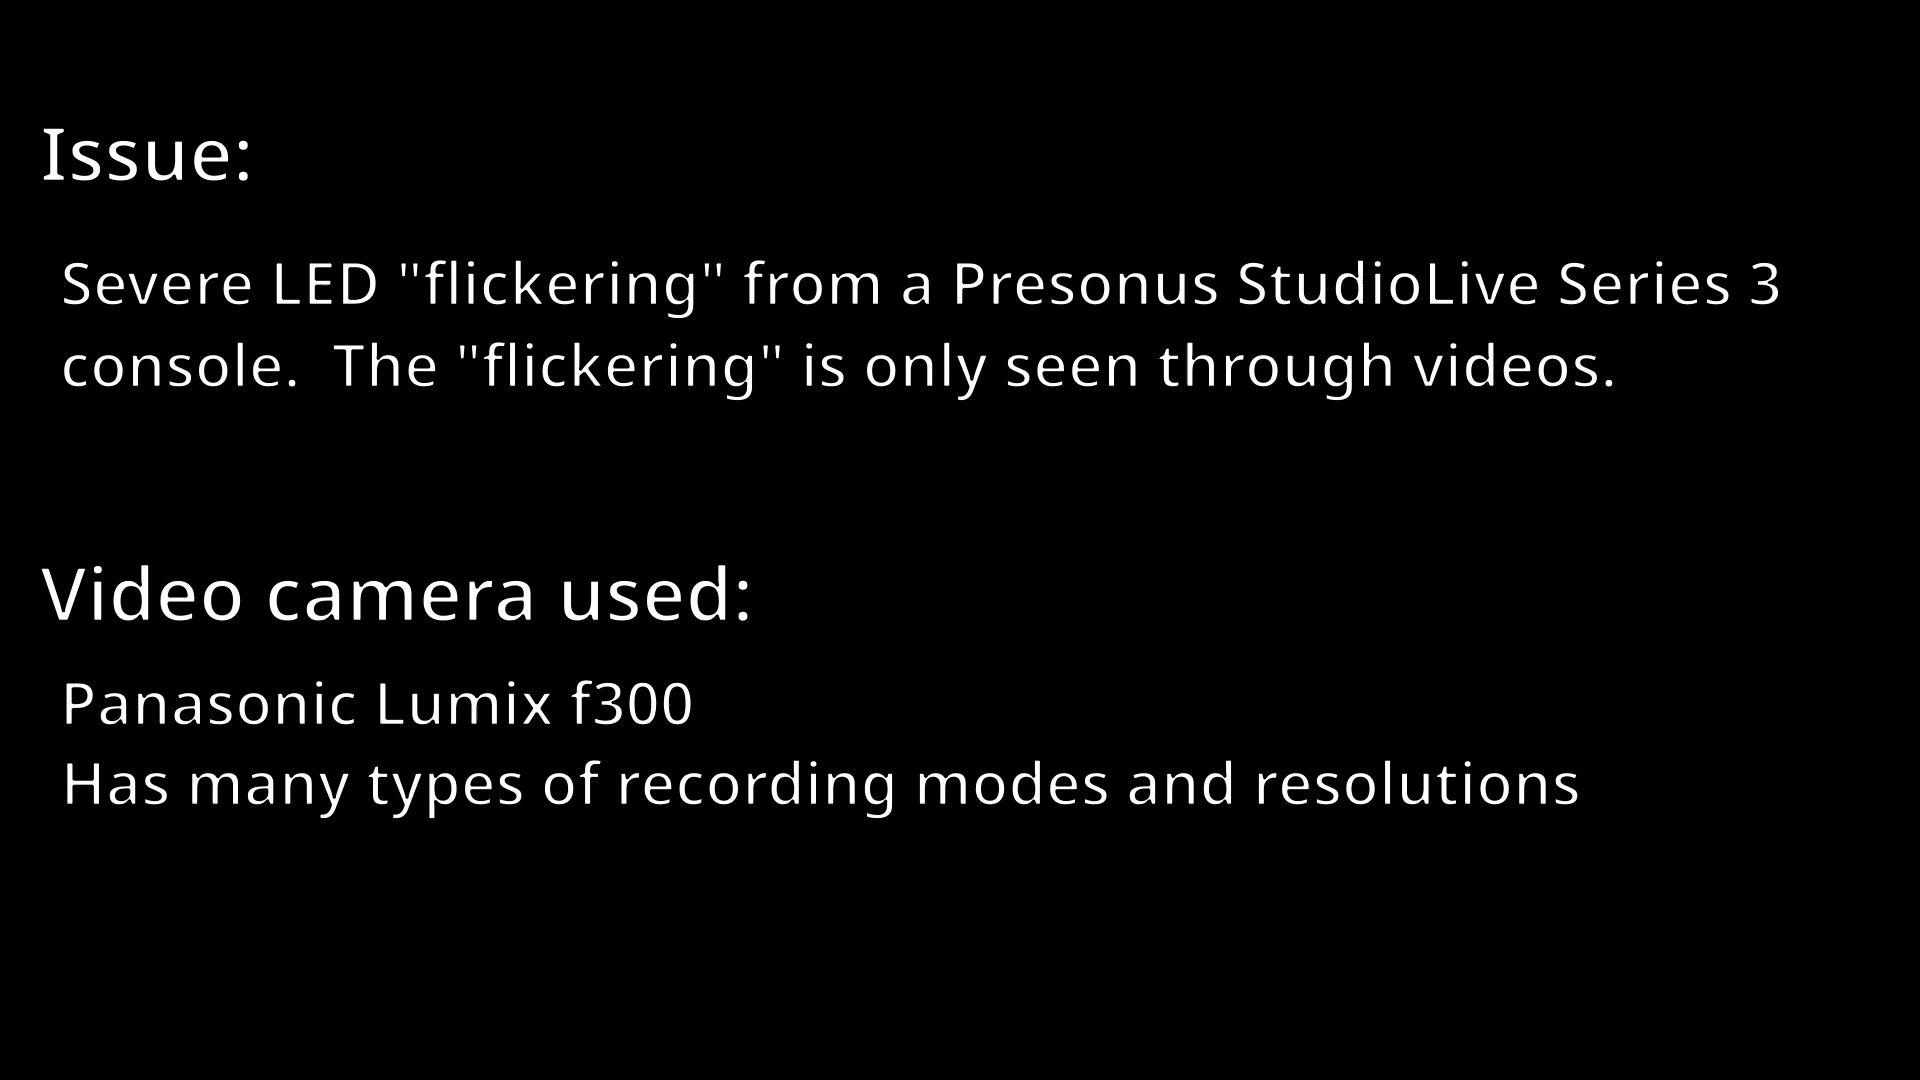 Issue:
Severe LED "flickering" from a Presonus StudioLive Series 3
console.  The "flickering" is only seen through videos.
Video camera used:
Panasonic Lumix f300
Has many types of recording modes and resolutions